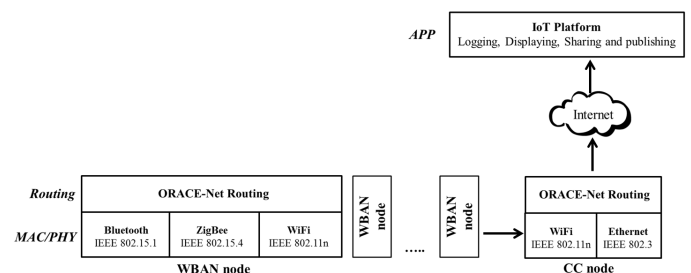 APP
IoT Platform
Logging, Displaying, Sharing and publishing
Internet
Routing
ORACE-Net Routing
WBAN node
.....
WBAN node
ORACE-Net Routing
MAC/PHY
Bluetooth
IEEE 802.15.1
ZigBee
IEEE 802.15.4
WiFi
IEEE 802.11n
WiFi
IEEE 802.11n
Ethernet
IEEE 802.3
WBAN node
CC node